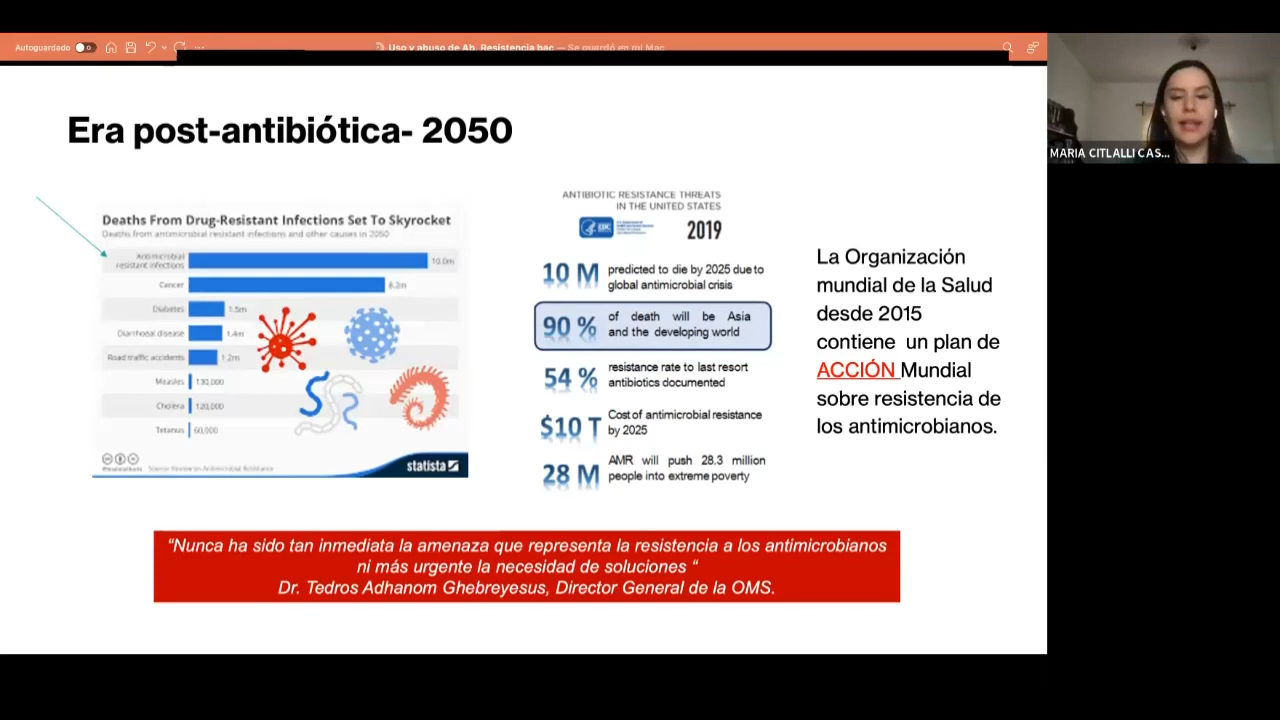 Autoguardado
Uso y abuso de Ab. Resistencia bac — Se guardó en mi Mac
MARIA CITLALLI CAS...
Era post-antibiótica- 2050
Deaths From Drug-Resistant Infections Set To Skyrocket
Deaths from antimicrobial resistant infections and other causes in 2050
Antimicrobial
resistant infections 10.0m
Cancer 8.2m
Diabetes 1.5m
Diarrhoeal disease 1.4m
Road traffic accidents 1.2m
Measles 130,000
Cholera 120,000
Tetanus 60,000
Source: Review on Antimicrobial Resistance
statista
ANTIBIOTIC RESISTANCE THREATS
IN THE UNITED STATES
CDC
2019
10 M predicted to die by 2025 due to
global antimicrobial crisis
90 % of death will be Asia
and the developing world
54 % resistance rate to last resort
antibiotics documented
$10 T Cost of antimicrobial resistance
by 2025
28 M AMR will push 28.3 million
people into extreme poverty
La Organización
mundial de la Salud
desde 2015
contiene un plan de
ACCIÓN Mundial
sobre resistencia de
los antimicrobianos.
“Nunca ha sido tan inmediata la amenaza que representa la resistencia a los antimicrobianos
ni más urgente la necesidad de soluciones “
Dr. Tedros Adhanom Ghebreyesus, Director General de la OMS.